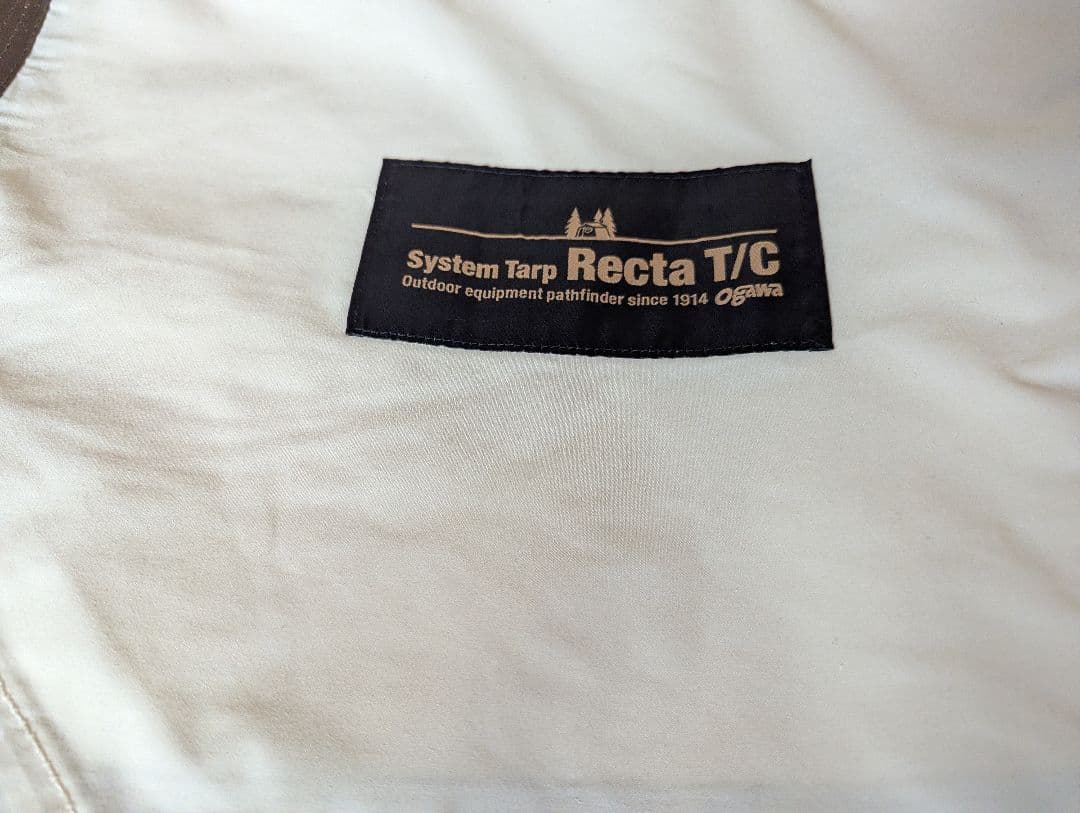 System Tarp Recta T/C
Outdoor equipment pathfinder since 1914 ogawa